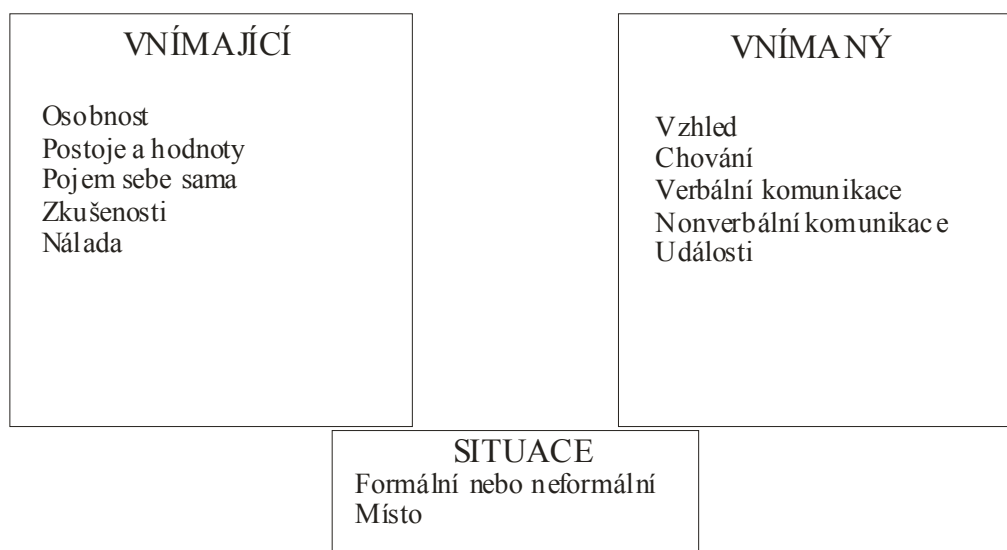 VNÍMAJÍCÍ
Osobnost
Postoje a hodnoty
Pojem sebe sama
Zkušenosti
Nálada
VNÍMANÝ
Vzhled
Chování
Verbální komunikace
Nonverbální komunikace
Události
SITUACE
Formální nebo neformální
Místo